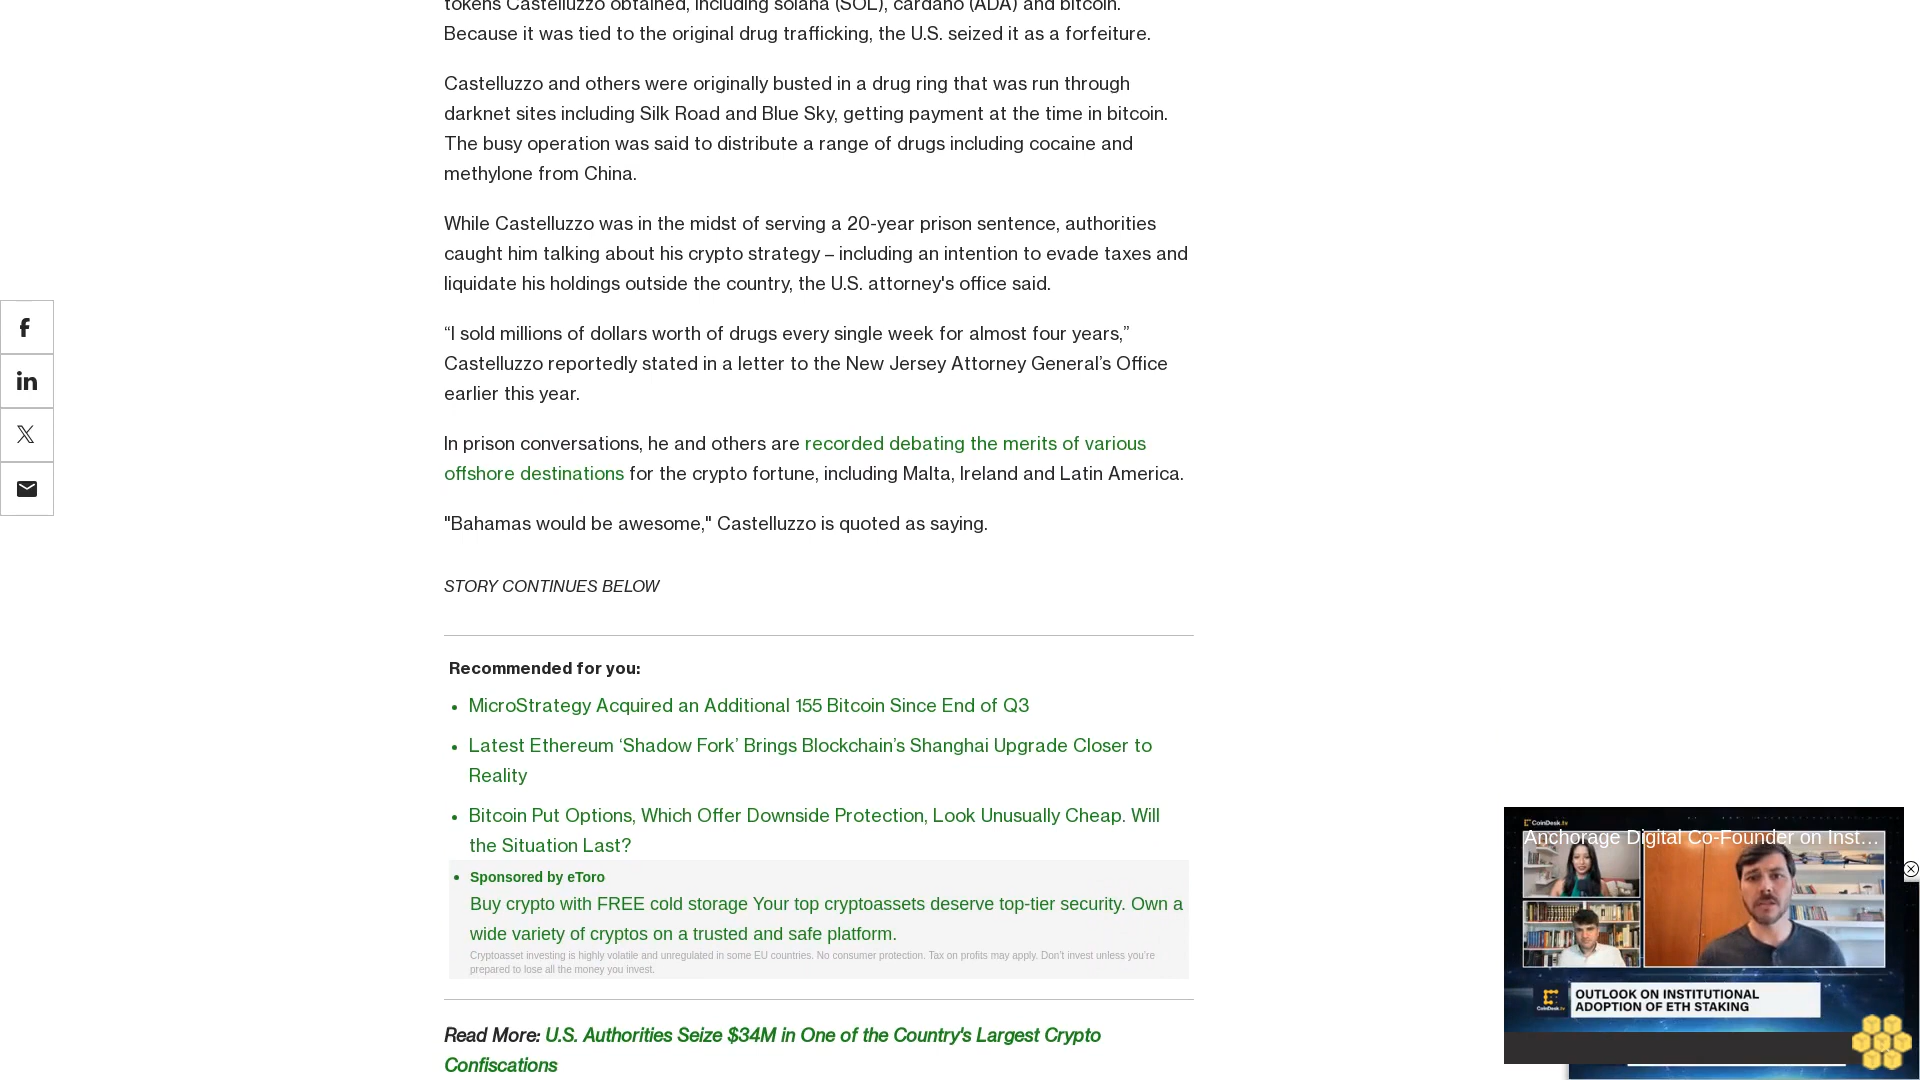 tokens Castelluzzo obtained, including solana (SOL), cardano (ADA) and bitcoin.
Because it was tied to the original drug trafficking, the U.S. seized it as a forfeiture.
Castelluzzo and others were originally busted in a drug ring that was run through
darknet sites including Silk Road and Blue Sky, getting payment at the time in bitcoin.
The busy operation was said to distribute a range of drugs including cocaine and
methylone from China.
While Castelluzzo was in the midst of serving a 20-year prison sentence, authorities
caught him talking about his crypto strategy – including an intention to evade taxes and
liquidate his holdings outside the country, the U.S. attorney's office said.
“I sold millions of dollars worth of drugs every single week for almost four years,”
Castelluzzo reportedly stated in a letter to the New Jersey Attorney General’s Office
earlier this year.
In prison conversations, he and others are recorded debating the merits of various
offshore destinations for the crypto fortune, including Malta, Ireland and Latin America.
"Bahamas would be awesome," Castelluzzo is quoted as saying.
STORY CONTINUES BELOW
Recommended for you:
• MicroStrategy Acquired an Additional 155 Bitcoin Since End of Q3
• Latest Ethereum ‘Shadow Fork’ Brings Blockchain’s Shanghai Upgrade Closer to
Reality
• Bitcoin Put Options, Which Offer Downside Protection, Look Unusually Cheap. Will
the Situation Last?
• Sponsored by eToro
Buy crypto with FREE cold storage Your top cryptoassets deserve top-tier security. Own a
wide variety of cryptos on a trusted and safe platform.
Cryptoasset investing is highly volatile and unregulated in some EU countries. No consumer protection. Tax on profits may apply. Don't invest unless you're
prepared to lose all the money you invest.
Read More: U.S. Authorities Seize $34M in One of the Country's Largest Crypto
Confiscations
CoinDesk.tv
Anchorage Digital Co-Founder on Inst…
OUTLOOK ON INSTITUTIONAL
ADOPTION OF ETH STAKING
CoinDesk.tv